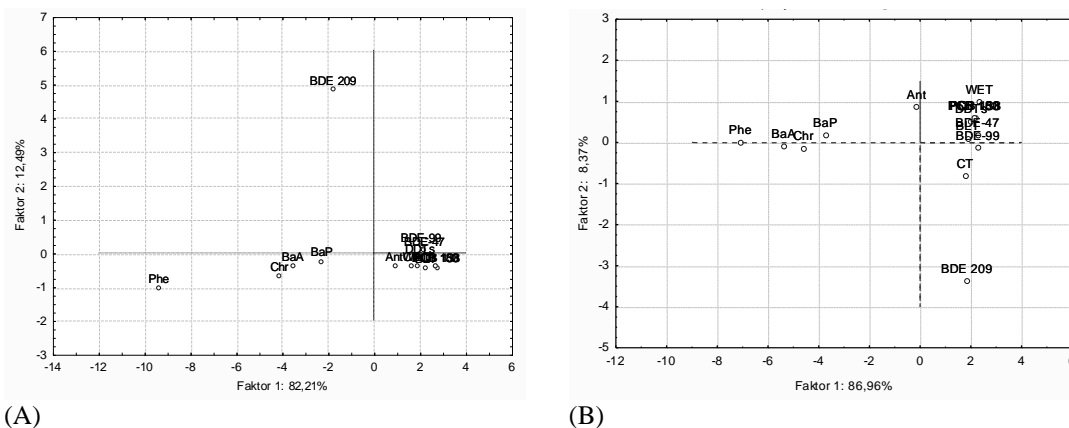 7
6
5
4
3
2
1
0
-1
-2
-3
-14 -12 -10 -8 -6 -4 -2 0 2 4 6
Faktor 1: 82,21%
Faktor 2: 12,49%
BDE 209
BDE-99
BDE-47
DDTs
Ant
BaP
BaA
Chr
Phe
(A)
3
2
1
0
-1
-2
-3
-4
-5
-12 -10 -8 -6 -4 -2 0 2 4
Faktor 1: 86,96%
Faktor 2: 8,37%
WET
Ant
BDE-47
BDE-99
BaP
Phe
BaA
Chr
CT
BDE 209
(B)